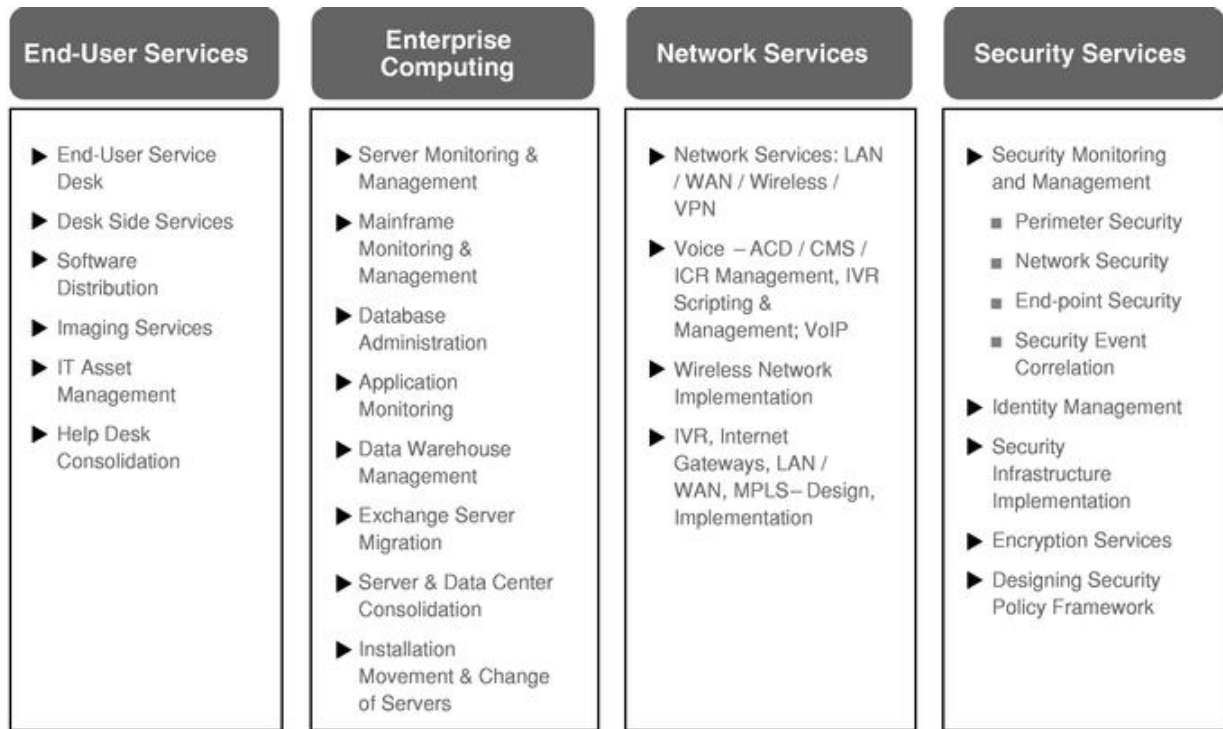 End-User Services
End-User Service
Desk
Desk Side Services
Software
Distribution
Imaging Services
IT Asset
Management
Help Desk
Consolidation
Enterprise
Computing
Server Monitoring &
Management
Mainframe
Monitoring &
Management
Database
Administration
Application
Monitoring
Data Warehouse
Management
Exchange Server
Migration
Server & Data Center
Consolidation
Installation
Movement & Change
of Servers
Network Services
Network Services: LAN
/ WAN / Wireless /
VPN
Voice – ACD / CMS /
ICR Management, IVR
Scripting &
Management; VoIP
Wireless Network
Implementation
IVR, Internet
Gateways, LAN /
WAN, MPLS – Design,
Implementation
Security Services
Security Monitoring
and Management
Perimeter Security
Network Security
End-point Security
Security Event
Correlation
Identity Management
Security
Infrastructure
Implementation
Encryption Services
Designing Security
Policy Framework